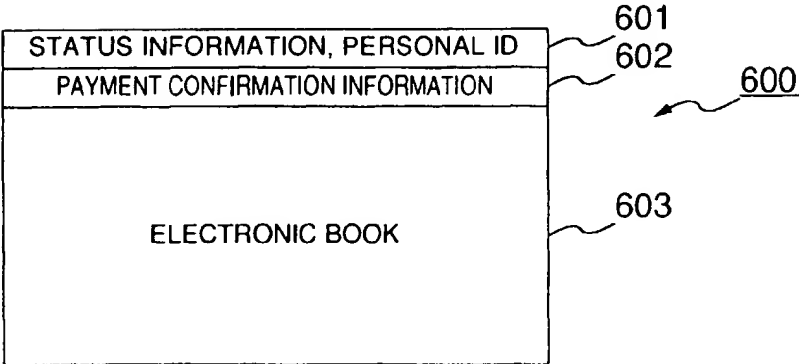 STATUS INFORMATION, PERSONAL ID
601
PAYMENT CONFIRMATION INFORMATION
602
600
ELECTRONIC BOOK
603